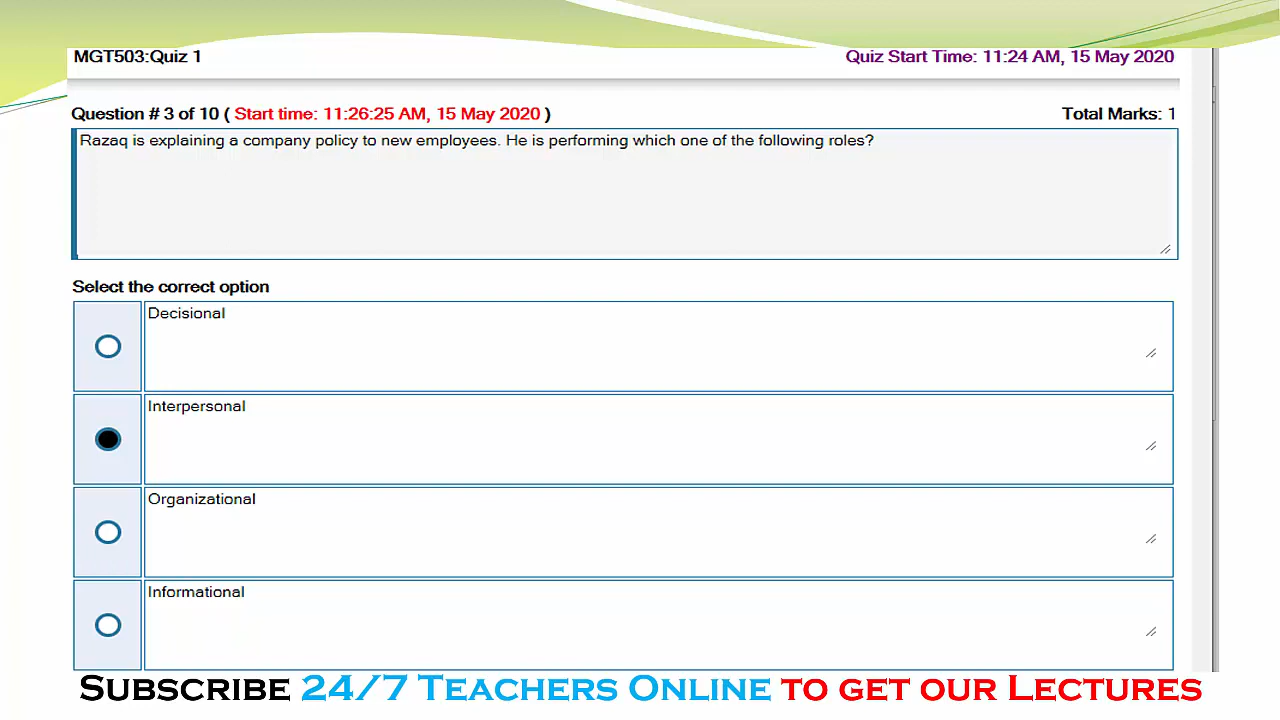 MGT503:Quiz 1
Quiz Start Time: 11:24 AM, 15 May 2020
Question # 3 of 10 ( Start time: 11:26:25 AM, 15 May 2020 )
Total Marks: 1
Razaq is explaining a company policy to new employees. He is performing which one of the following roles?
Select the correct option
Decisional
Interpersonal
Organizational
Informational
Subscribe 24/7 Teachers Online to get our Lectures